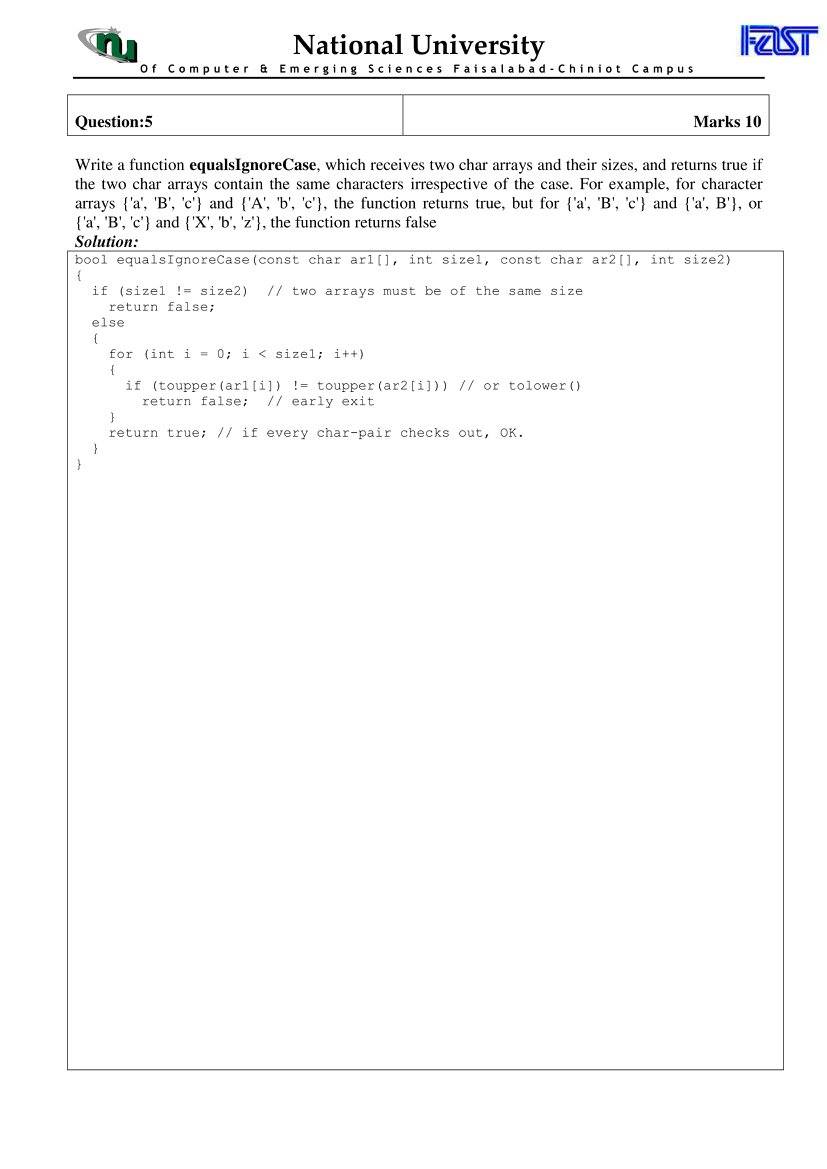 nu
National University
FAST
Of Computer & Emerging Sciences Faisalabad-Chiniot Campus
Question:5
Marks 10
Write a function equalsIgnoreCase, which receives two char arrays and their sizes, and returns true if
the two char arrays contain the same characters irrespective of the case. For example, for character
arrays {'a', 'B', 'c'} and {'A', 'b', 'c'}, the function returns true, but for {'a', 'B', 'c'} and {'a', B'}, or
{'a', 'B', 'c'} and {'X', 'b', 'z'}, the function returns false
Solution:
bool equalsIgnoreCase(const char ar1[], int size1, const char ar2[], int size2)
{
  if (size1 != size2)  // two arrays must be of the same size
    return false;
  else
  {
    for (int i = 0; i < size1; i++)
    {
      if (toupper(ar1[i]) != toupper(ar2[i])) // or tolower()
        return false;  // early exit
    }
    return true; // if every char-pair checks out, OK.
  }
}